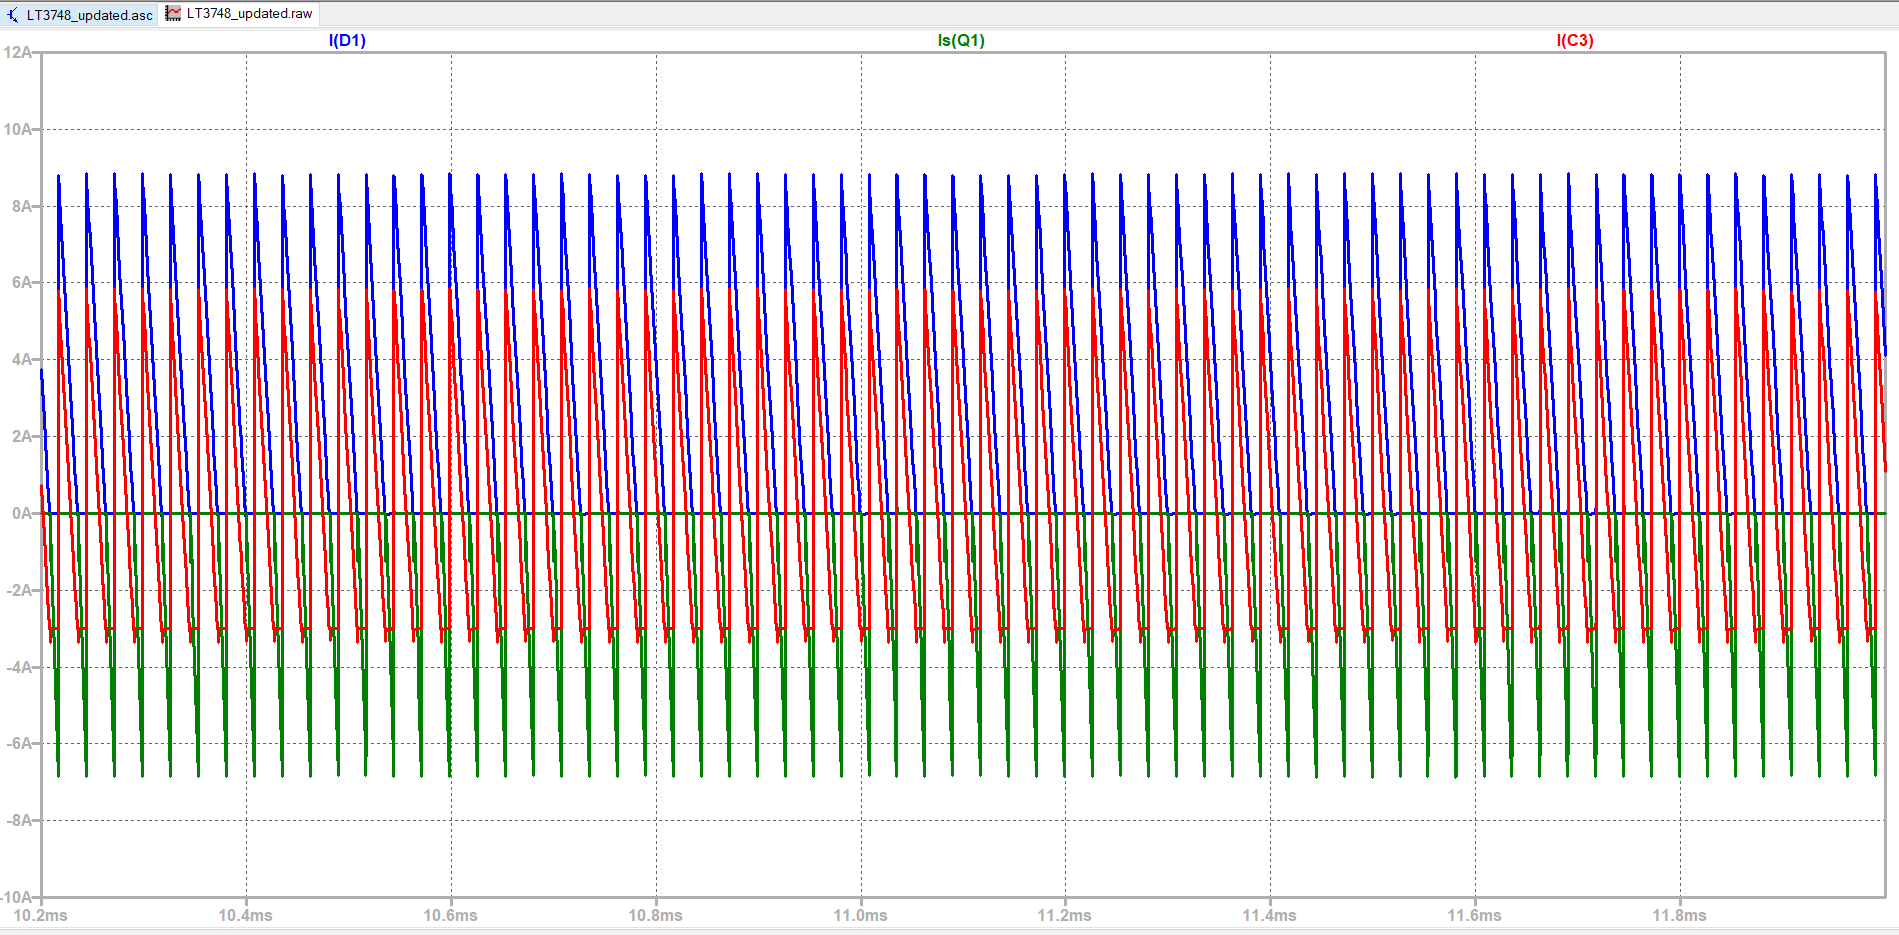 LT3748_updated.asc LT3748_updated.raw
I(D1) Is(Q1) I(C3)
12A
10A
8A
6A
4A
2A
0A
-2A
-4A
-6A
-8A
-10A
10.2ms 10.4ms 10.6ms 10.8ms 11.0ms 11.2ms 11.4ms 11.6ms 11.8ms